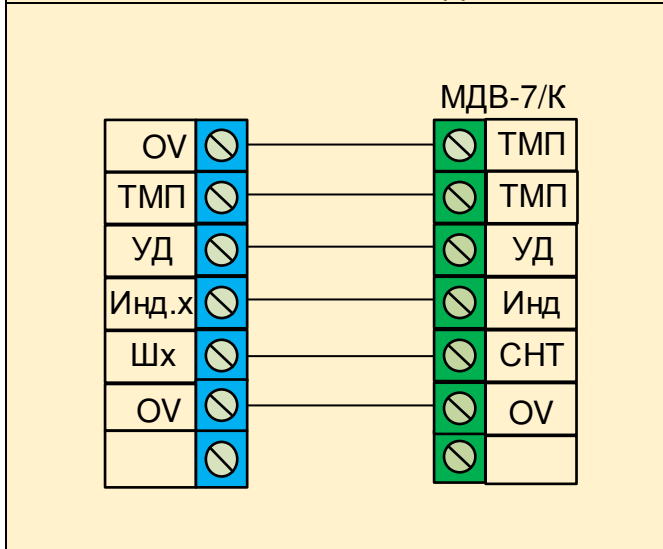 МДВ-7/К
OV ТМП
ТМП ТМП
УД УД
Инд.х Инд
Шх СНТ
OV OV